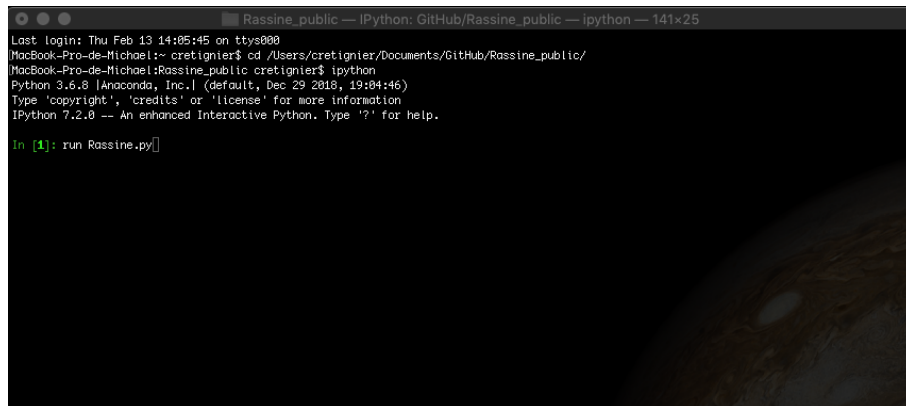 Rassine_public — IPython: GitHub/Rassine_public — ipython — 141×25
Last login: Thu Feb 13 14:05:45 on ttys000
[MacBook-Pro-de-Michael:~ cretignier$ cd /Users/cretignier/Documents/GitHub/Rassine_public/
[MacBook-Pro-de-Michael:Rassine_public cretignier$ ipython
Python 3.6.8 |Anaconda, Inc.| (default, Dec 29 2018, 19:04:46)
Type 'copyright', 'credits' or 'license' for more information
IPython 7.2.0 -- An enhanced Interactive Python. Type '?' for help.
In [1]: run Rassine.py